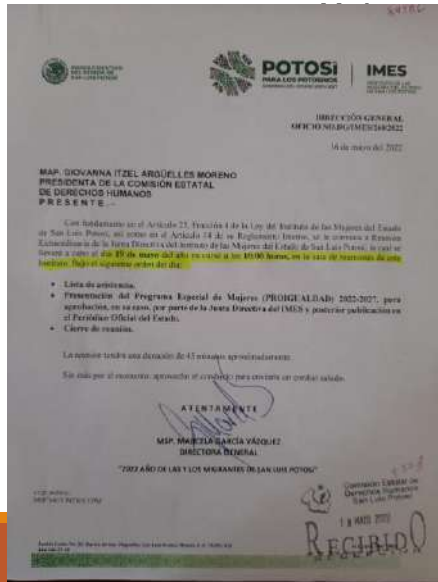 POTOSÍ
PARA LOS POTOSINOS
IMES
DIRECCIÓN GENERAL
16 de mayo del 2022
MAP. GIOVANNA ITZEL ARGÜELLES MORENO
PRESIDENTA DE LA COMISIÓN ESTATAL
DE DERECHOS HUMANOS
P R E S E N T E .-
Con fundamento en el Artículo 23, Fracción I de la Ley del Instituto de las Mujeres del Estado
de San Luis Potosí, así como en el Artículo 14 de su Reglamento Interno, se le convoca a Reunión
Extraordinaria de la Junta Directiva del Instituto de las Mujeres del Estado de San Luis Potosí, la cual se
llevará a cabo el día 19 de mayo del año en curso a las 10:00 horas, en la sala de reuniones de este
Instituto. Bajo el siguiente orden del día:
• Lista de asistencia.
• Presentación del Programa Especial de Mujeres (PROIGUALDAD) 2022-2027, para
aprobación, en su caso, por parte de la Junta Directiva del IMES y posterior publicación en
el Periódico Oficial del Estado.
• Cierre de reunión.
La reunión tendrá una duración de 45 minutos aproximadamente.
Sin más por el momento, aprovecho el conducto para enviarle un cordial saludo.
ATENTAMENTE
MSP. MARCELA GARCÍA VÁZQUEZ
DIRECTORA GENERAL
"2022 AÑO DE LAS Y LOS MIGRANTES DE SAN LUIS POTOSÍ"
Comisión Estatal de
Derechos Humanos
San Luis Potosí
18 MAYO 2022
RECIBIDO